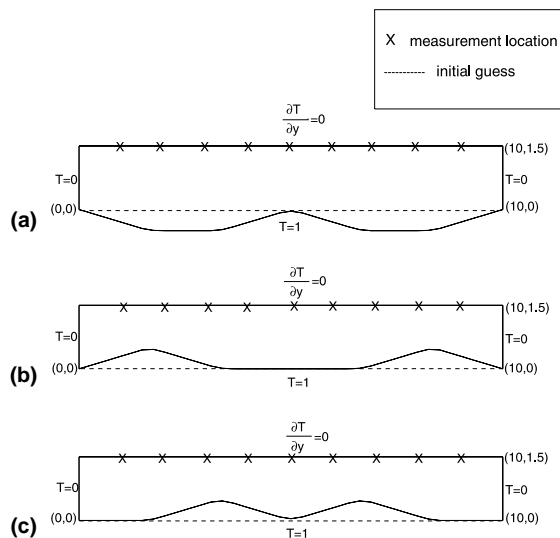 X measurement location
---------- initial guess
∂T/∂y =0
X X X X X X X X X
(10,1.5)
T=0
T=0
(0,0)
(10,0)
(a)
T=1
∂T/∂y =0
X X X X X X X X X
(10,1.5)
T=0
T=0
(0,0)
(10,0)
(b)
T=1
∂T/∂y =0
X X X X X X X X X
(10,1.5)
T=0
T=0
(0,0)
(10,0)
(c)
T=1